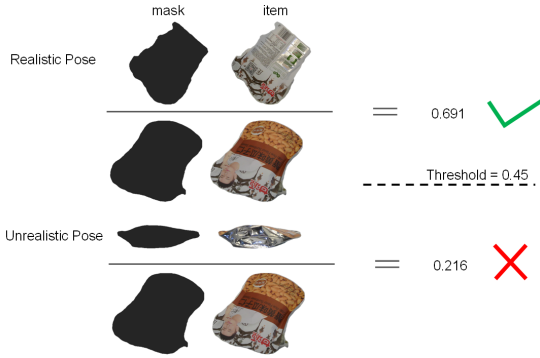 mask item
Realistic Pose
0.691
Threshold = 0.45
Unrealistic Pose
0.216